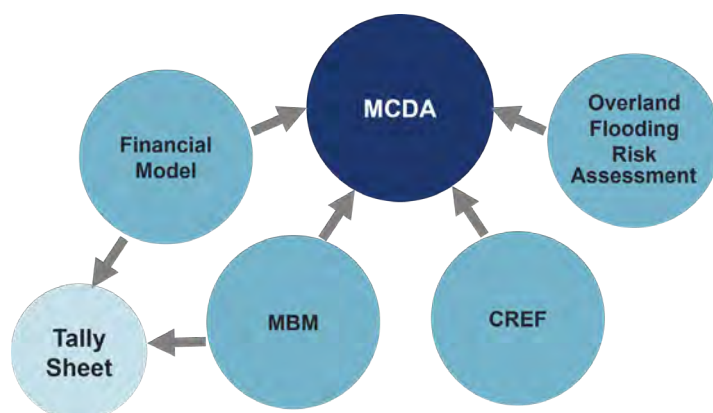 MCDA
Financial
Model
Overland
Flooding
Risk
Assessment
MBM
CREF
Tally
Sheet